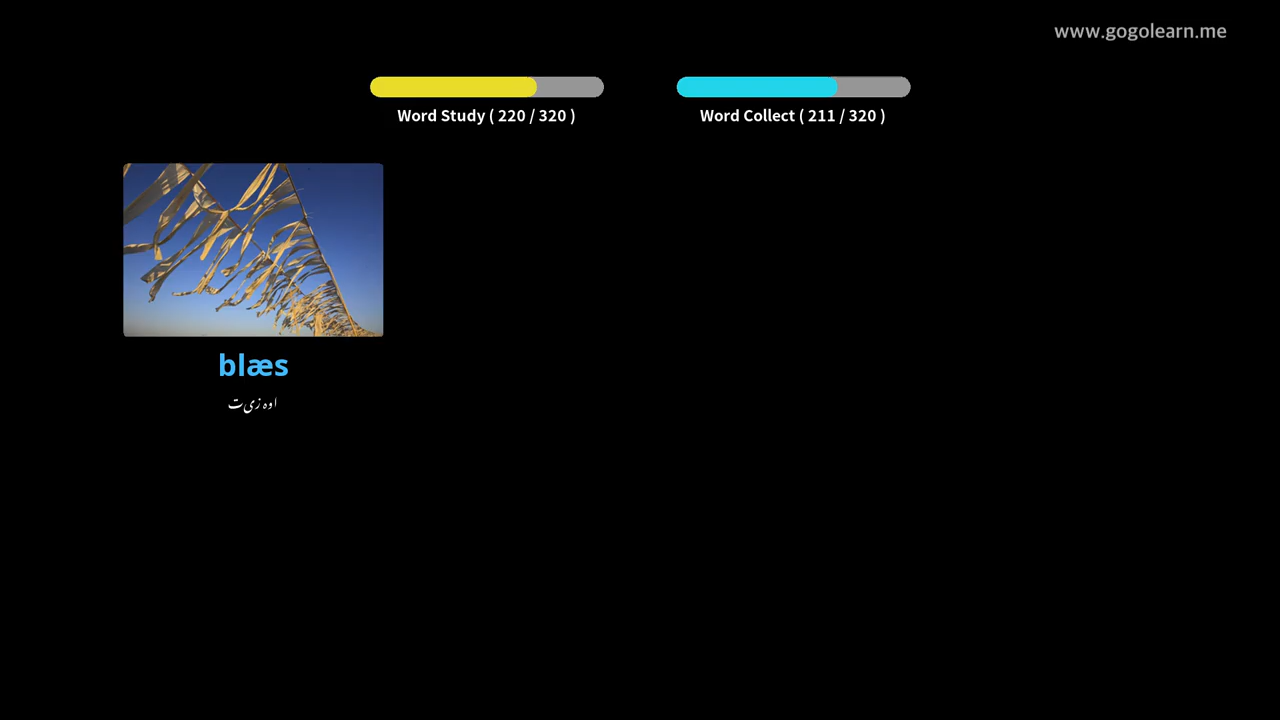 www.gogolearn.me
Word Study ( 220 / 320 )
Word Collect ( 211 / 320 )
blæs
اوه زی‌ت